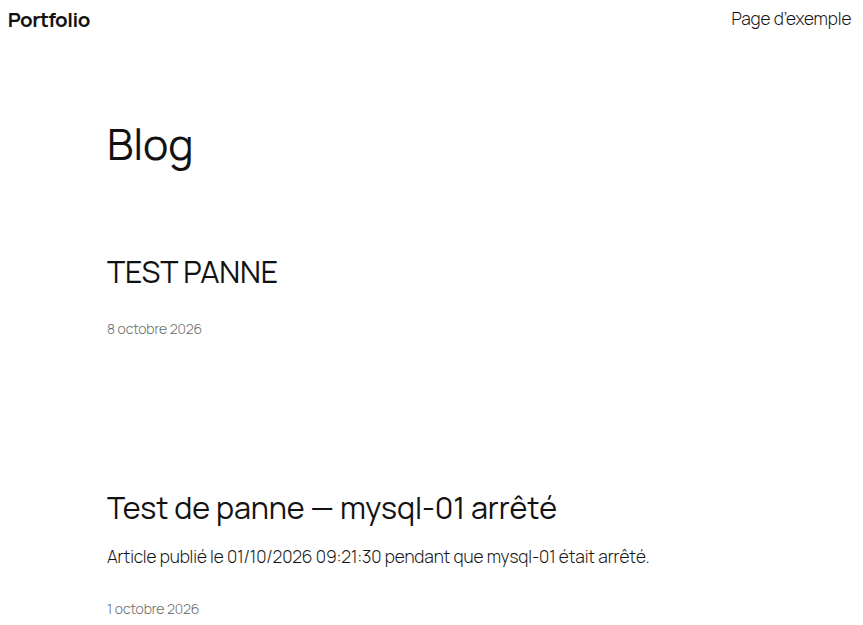 Portfolio
Page d'exemple
Blog
TEST PANNE
8 octobre 2026
Test de panne — mysql-01 arrêté
Article publié le 01/10/2026 09:21:30 pendant que mysql-01 était arrêté.
1 octobre 2026